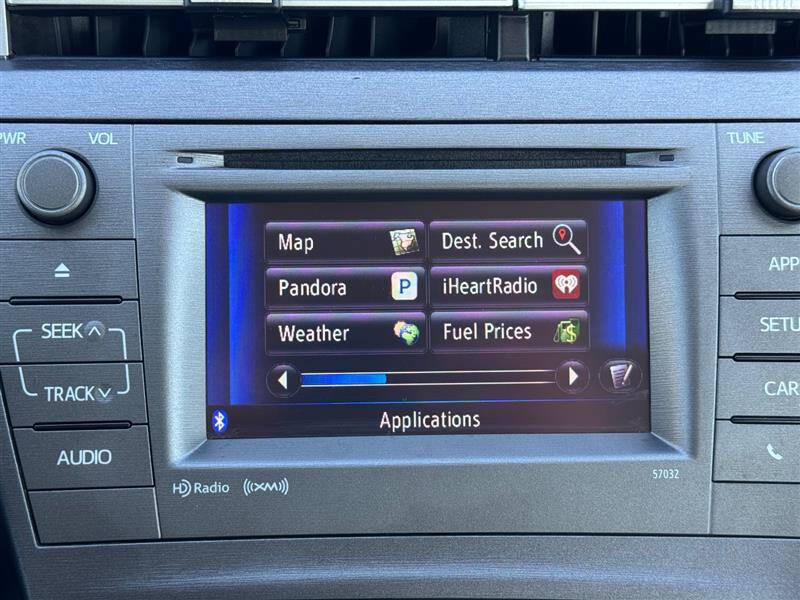 PWR VOL
TUNE
Map
Dest. Search
Pandora P
iHeartRadio
Weather
Fuel Prices
Applications
SEEK
TRACK
AUDIO
APP
SETU
CAR
HD Radio ((XM))
57032